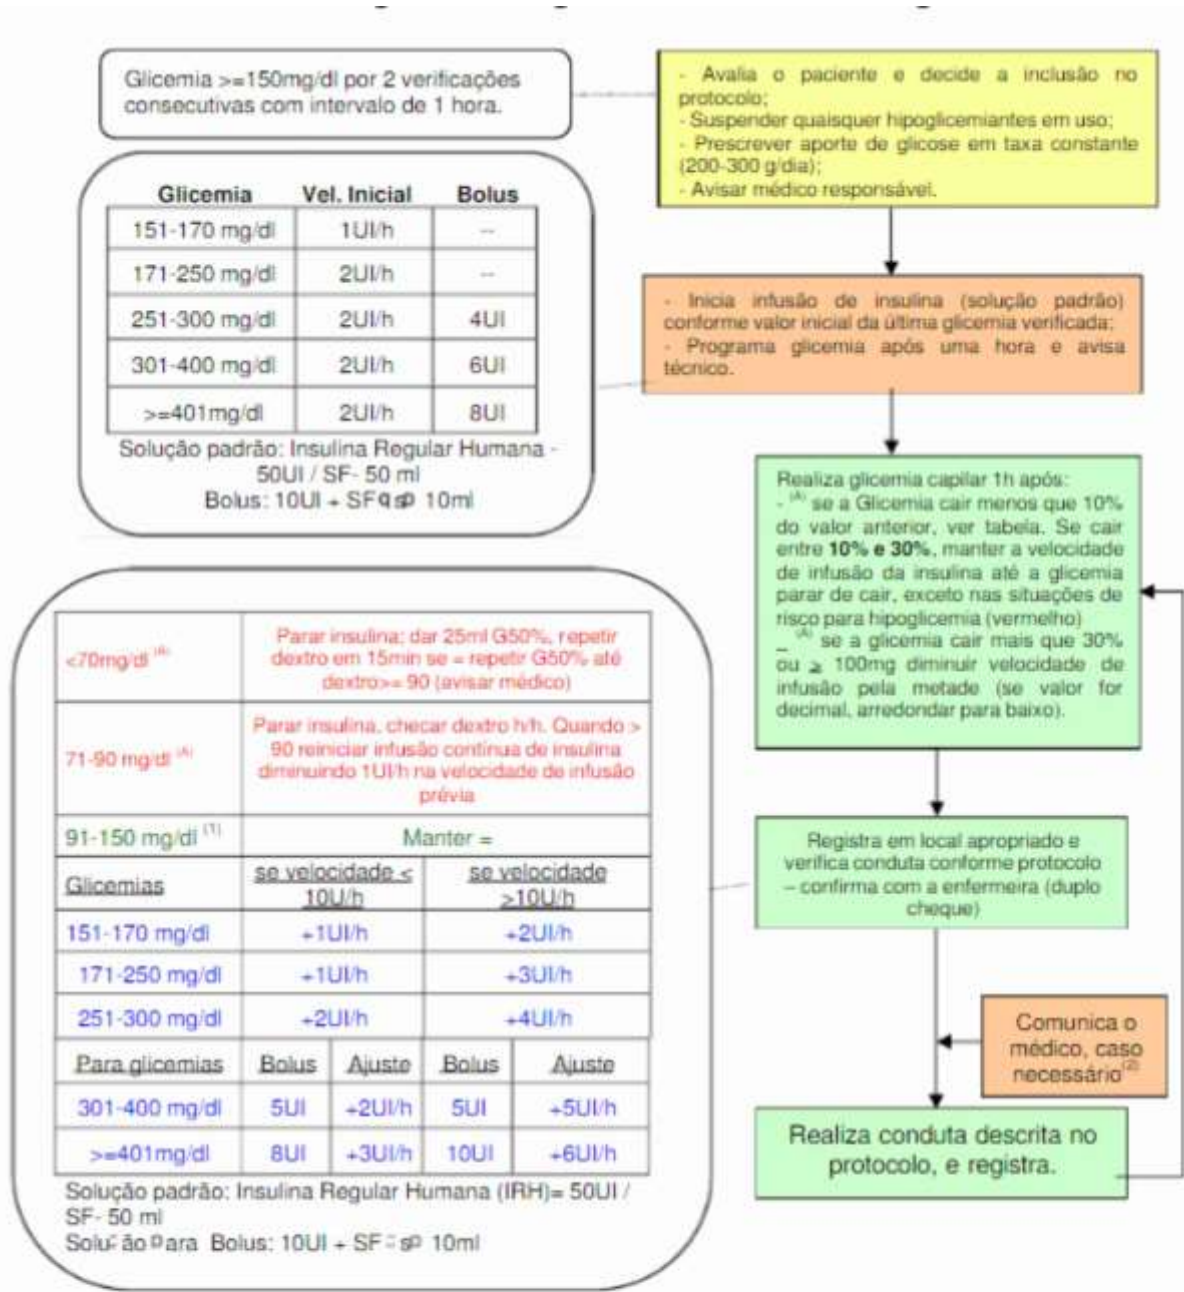 Glicemia >=150mg/dl por 2 verificações
consecutivas com intervalo de 1 hora.
- Avalia o paciente e decide a inclusão no
protocolo;
- Suspender quaisquer hipoglicemiantes em uso;
- Prescrever aporte de glicose em taxa constante
(200-300 g/dia);
- Avisar médico responsável.
Glicemia Vel. Inicial Bolus
151-170 mg/dl 1UI/h --
171-250 mg/dl 2UI/h --
251-300 mg/dl 2UI/h 4UI
301-400 mg/dl 2UI/h 6UI
>=401mg/dl 2UI/h 8UI
Solução padrão: Insulina Regular Humana -
50UI / SF- 50 ml
Bolus: 10UI + SF qsp 10ml
- Inicia infusão de insulina (solução padrão)
conforme valor inicial da última glicemia verificada;
- Programa glicemia após uma hora e avisa
técnico.
Realiza glicemia capilar 1h após:
- (A) se a Glicemia cair menos que 10%
do valor anterior, ver tabela. Se cair
entre 10% e 30%, manter a velocidade
de infusão da insulina até a glicemia
parar de cair, exceto nas situações de
risco para hipoglicemia (vermelho)
_ (A) se a glicemia cair mais que 30%
ou ≥ 100mg diminuir velocidade de
infusão pela metade (se valor for
decimal, arredondar para baixo).
<70mg/dl (A) Parar insulina; dar 25ml G50%, repetir
dextro em 15min se = repetir G50% até
dextro>= 90 (avisar médico)
71-90 mg/dl (A) Parar insulina, checar dextro h/h. Quando >
90 reiniciar infusão contínua de insulina
diminuindo 1UI/h na velocidade de infusão
prévia
91-150 mg/dl (1) Manter =
Glicemias se velocidade < 10U/h se velocidade >10U/h
151-170 mg/dl +1UI/h +2UI/h
171-250 mg/dl +1UI/h +3UI/h
251-300 mg/dl +2UI/h +4UI/h
Para glicemias Bolus Ajuste Bolus Ajuste
301-400 mg/dl 5UI +2UI/h 5UI +5UI/h
>=401mg/dl 8UI +3UI/h 10UI +6UI/h
Solução padrão: Insulina Regular Humana (IRH)= 50UI /
SF- 50 ml
Solução para Bolus: 10UI + SF qsp 10ml
Registra em local apropriado e
verifica conduta conforme protocolo
– confirma com a enfermeira (duplo
cheque)
Comunica o
médico, caso
necessário(2)
Realiza conduta descrita no
protocolo, e registra.